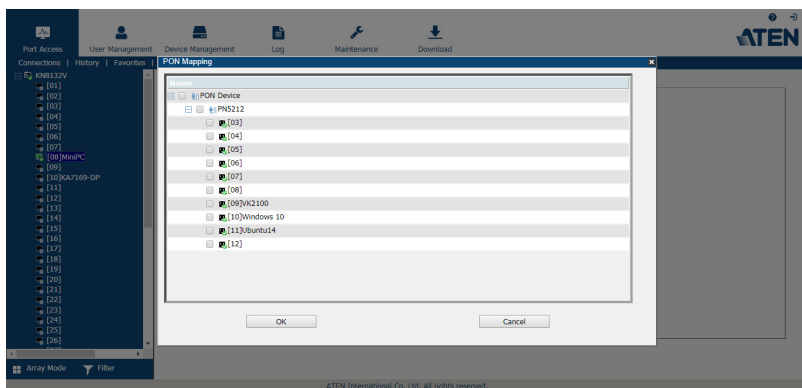 ATEN
Port Access
User Management
Device Management
Log
Maintenance
Download
Connections | History | Favorites |
PON Mapping
x
KN8132V
[01]
[02]
[03]
[04]
[05]
[06]
[07]
[08]MiniPC
[09]
[10]KA7169-DP
[11]
[12]
[13]
[14]
[15]
[16]
[17]
[18]
[19]
[20]
[21]
[22]
[23]
[24]
[25]
[26]
Name
PON Device
PN5212
[03]
[04]
[05]
[06]
[07]
[08]
[09]VK2100
[10]Windows 10
[11]Ubuntu14
[12]
OK
Cancel
Array Mode
Filter
ATEN International Co. Ltd. All rights reserved.